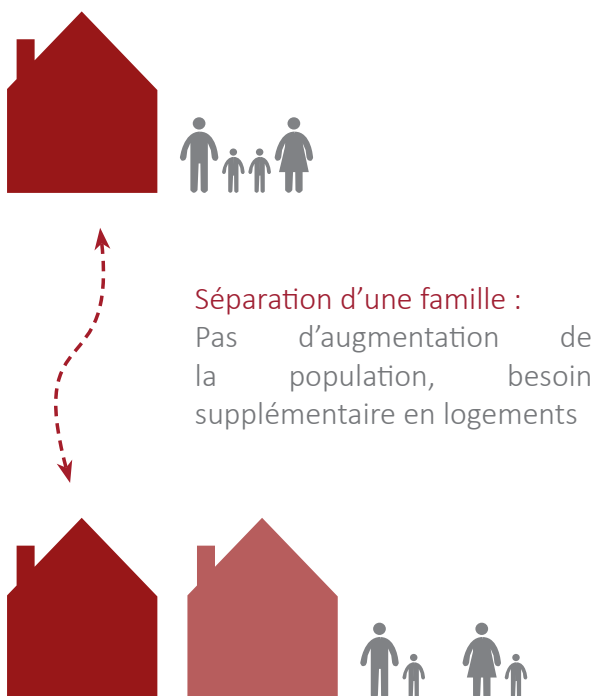 Séparation d’une famille :
Pas d’augmentation de
la population, besoin
supplémentaire en logements